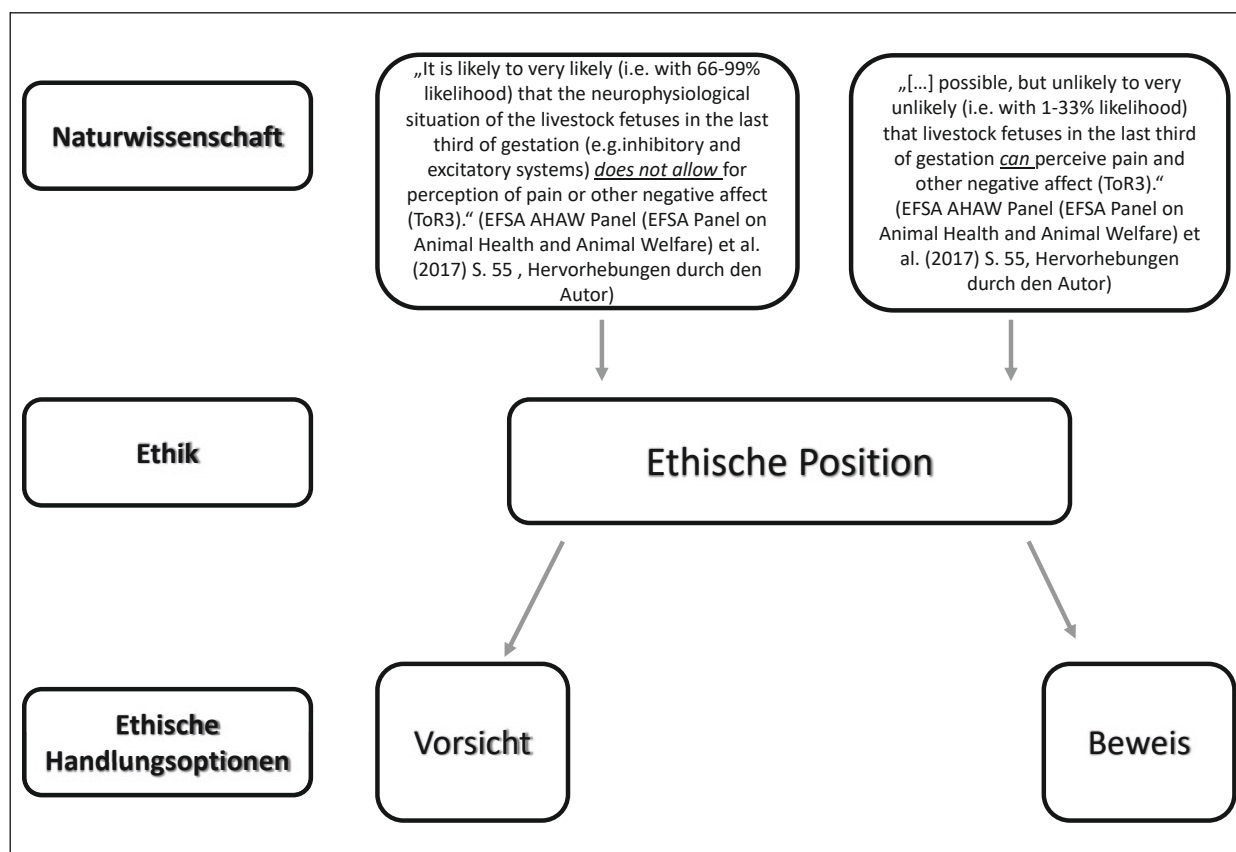 Naturwissenschaft
„It is likely to very likely (i.e. with 66-99%
likelihood) that the neurophysiological
situation of the livestock fetuses in the last
third of gestation (e.g.inhibitory and
excitatory systems) does not allow for
perception of pain or other negative affect
(ToR3).“ (EFSA AHAW Panel (EFSA Panel on
Animal Health and Animal Welfare) et al.
(2017) S. 55 , Hervorhebungen durch den
Autor)
„[…] possible, but unlikely to very
unlikely (i.e. with 1-33% likelihood)
that livestock fetuses in the last third
of gestation can perceive pain and
other negative affect (ToR3).“
(EFSA AHAW Panel (EFSA Panel on
Animal Health and Animal Welfare) et
al. (2017) S. 55, Hervorhebungen
durch den Autor)
Ethik
Ethische Position
Ethische
Handlungsoptionen
Vorsicht
Beweis